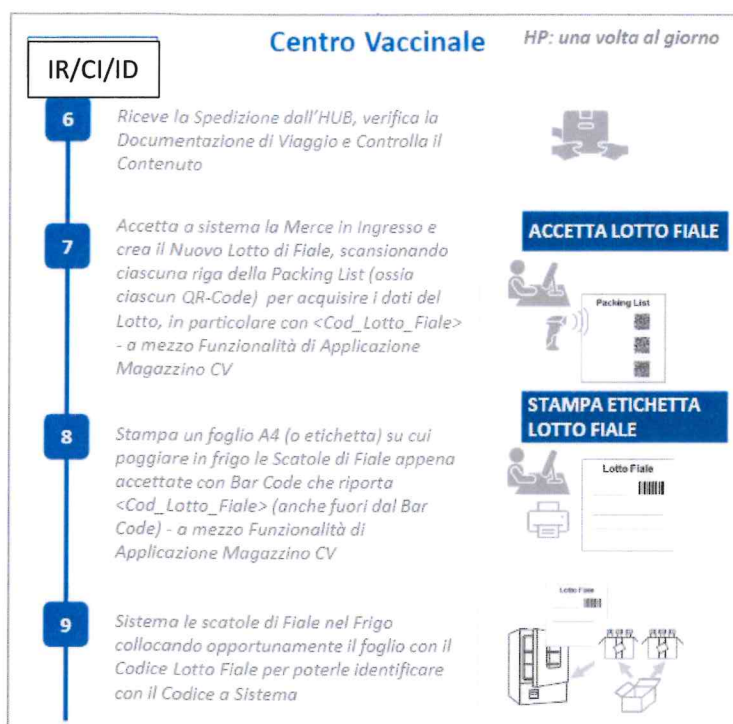 Centro Vaccinale
HP: una volta al giorno
IR/CI/ID
6
Riceve la Spedizione dall'HUB, verifica la
Documentazione di Viaggio e Controlla il
Contenuto
7
Accetta a sistema la Merce in Ingresso e
crea il Nuovo Lotto di Fiale, scansionando
ciascuna riga della Packing List (ossia
ciascun QR-Code) per acquisire i dati del
Lotto, in particolare con <Cod_Lotto_Fiale>
- a mezzo Funzionalità di Applicazione
Magazzino CV
ACCETTA LOTTO FIALE
Packing List
8
Stampa un foglio A4 (o etichetta) su cui
poggiare in frigo le Scatole di Fiale appena
accettate con Bar Code che riporta
<Cod_Lotto_Fiale> (anche fuori dal Bar
Code) - a mezzo Funzionalità di
Applicazione Magazzino CV
STAMPA ETICHETTA
LOTTO FIALE
Lotto Fiale
9
Sistema le scatole di Fiale nel Frigo
collocando opportunamente il foglio con il
Codice Lotto Fiale per poterle identificare
con il Codice a Sistema
Lotto Fiale